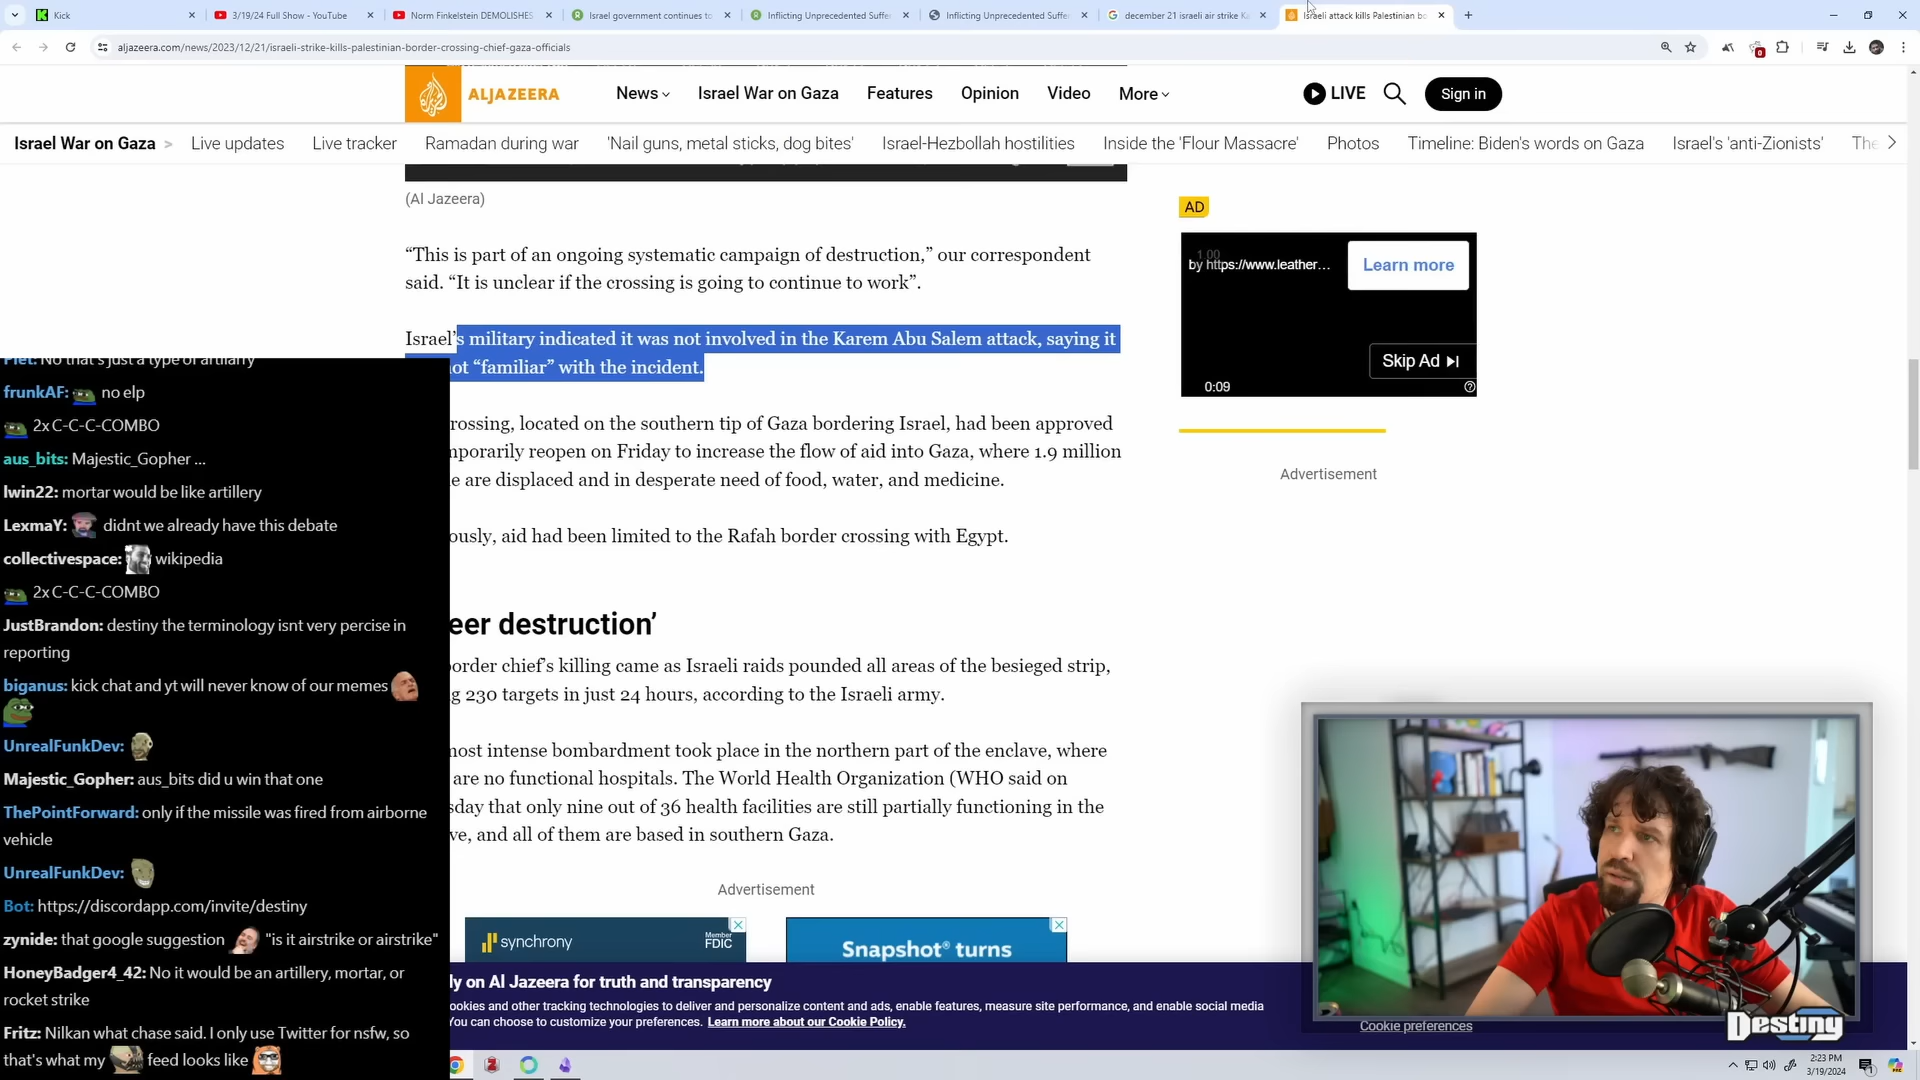 Kick
3/19/24 Full Show - YouTube
Norm Finkelstein DEMOLISHES
Israel government continues to
Inflicting Unprecedented Suffer
Inflicting Unprecedented Suffer
december 21 israeli air strike Ka
Israeli attack kills Palestinian bo
aljazeera.com/news/2023/12/21/israeli-strike-kills-palestinian-border-crossing-chief-gaza-officials
ALJAZEERA
News
Israel War on Gaza
Features
Opinion
Video
More
LIVE
Sign in
Israel War on Gaza >
Live updates
Live tracker
Ramadan during war
'Nail guns, metal sticks, dog bites'
Israel-Hezbollah hostilities
Inside the 'Flour Massacre'
Photos
Timeline: Biden's words on Gaza
Israel's 'anti-Zionists'
The
(Al Jazeera)
“This is part of an ongoing systematic campaign of destruction,” our correspondent
said. “It is unclear if the crossing is going to continue to work”.
Israel’s military indicated it was not involved in the Karem Abu Salem attack, saying it
ot “familiar” with the incident.
rossing, located on the southern tip of Gaza bordering Israel, had been approved
mporarily reopen on Friday to increase the flow of aid into Gaza, where 1.9 million
e are displaced and in desperate need of food, water, and medicine.
ously, aid had been limited to the Rafah border crossing with Egypt.
eer destruction’
order chief’s killing came as Israeli raids pounded all areas of the besieged strip,
g 230 targets in just 24 hours, according to the Israeli army.
most intense bombardment took place in the northern part of the enclave, where
are no functional hospitals. The World Health Organization (WHO said on
sday that only nine out of 36 health facilities are still partially functioning in the
ve, and all of them are based in southern Gaza.
Advertisement
synchrony
Member
FDIC
Snapshot® turns
AD
1.00
by https://www.leather...
Learn more
Skip Ad
0:09
Advertisement
Piet: No that's just a type of artilarry
frunkAF: no elp
2x C-C-C-COMBO
aus_bits: Majestic_Gopher ...
lwin22: mortar would be like artillery
LexmaY: didnt we already have this debate
collectivespace: wikipedia
2x C-C-C-COMBO
JustBrandon: destiny the terminology isnt very percise in
reporting
biganus: kick chat and yt will never know of our memes
UnrealFunkDev:
Majestic_Gopher: aus_bits did u win that one
ThePointForward: only if the missile was fired from airborne
vehicle
UnrealFunkDev:
Bot: https://discordapp.com/invite/destiny
zynide: that google suggestion "is it airstrike or airstrike"
HoneyBadger4_42: No it would be an artillery, mortar, or
rocket strike
Fritz: Nilkan what chase said. I only use Twitter for nsfw, so
that's what my feed looks like
ly on Al Jazeera for truth and transparency
ookies and other tracking technologies to deliver and personalize content and ads, enable features, measure site performance, and enable social media
You can choose to customize your preferences. Learn more about our Cookie Policy.
Cookie preferences
Destiny
2:23 PM
3/19/2024